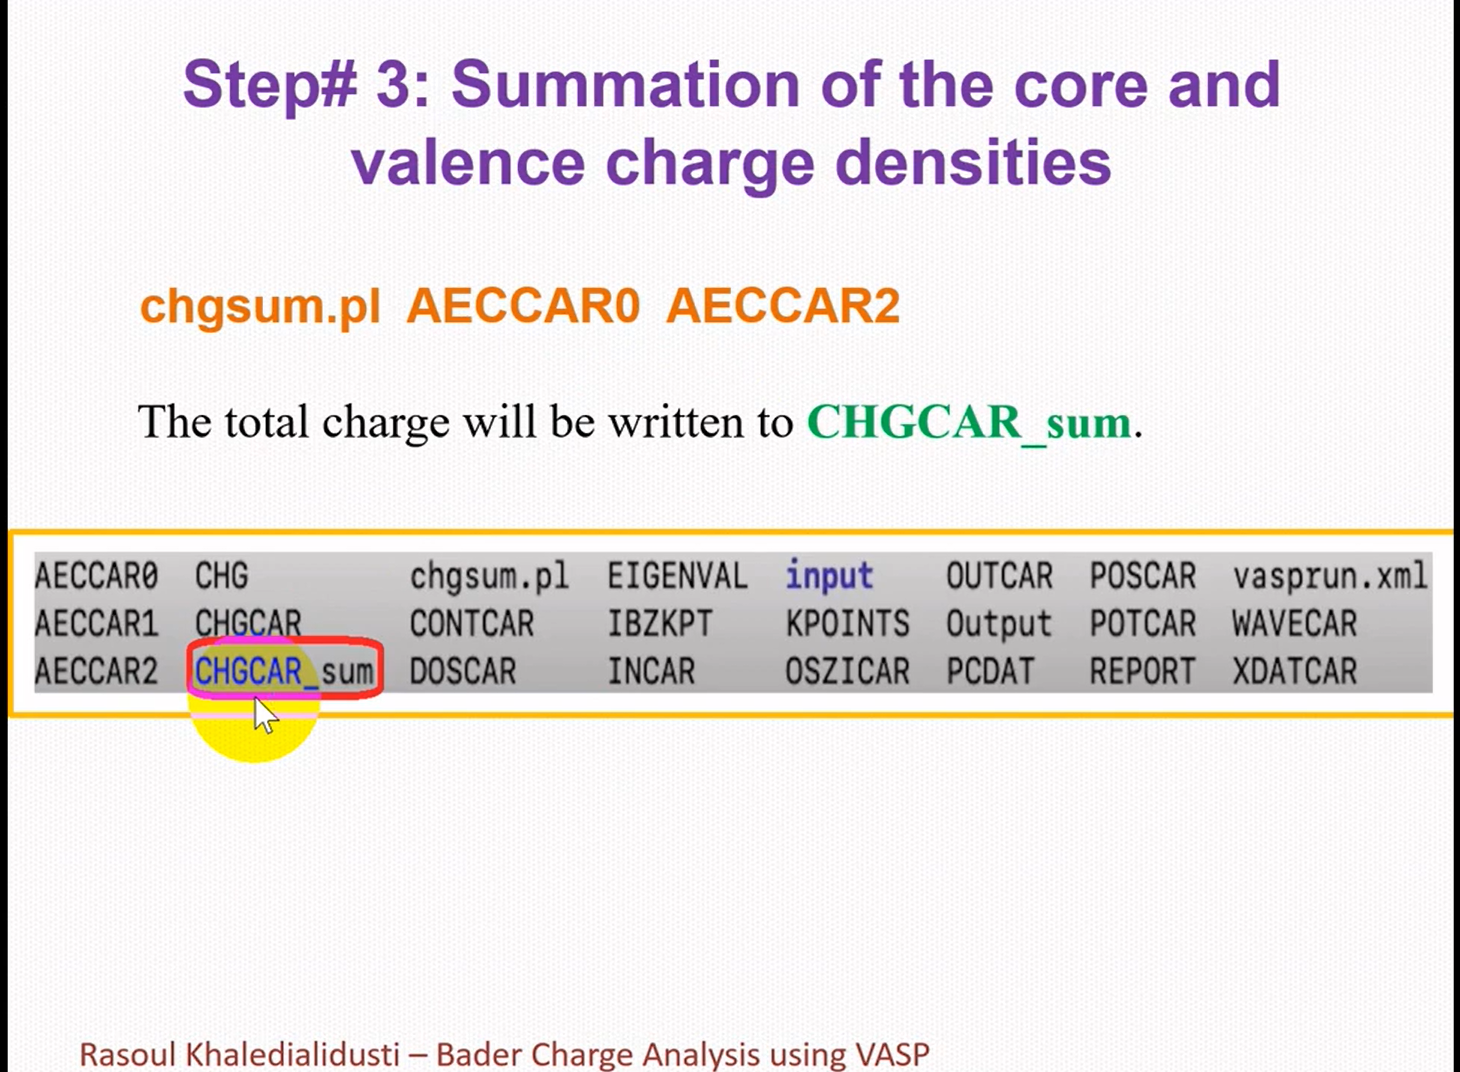 Step# 3: Summation of the core and
valence charge densities
chgsum.pl AECCAR0 AECCAR2
The total charge will be written to CHGCAR_sum.
AECCAR0 CHG chgsum.pl EIGENVAL input OUTCAR POSCAR vasprun.xml
AECCAR1 CHGCAR CONTCAR IBZKPT KPOINTS Output POTCAR WAVECAR
AECCAR2 CHGCAR_sum DOSCAR INCAR OSZICAR PCDAT REPORT XDATCAR
Rasoul Khaledialidusti – Bader Charge Analysis using VASP